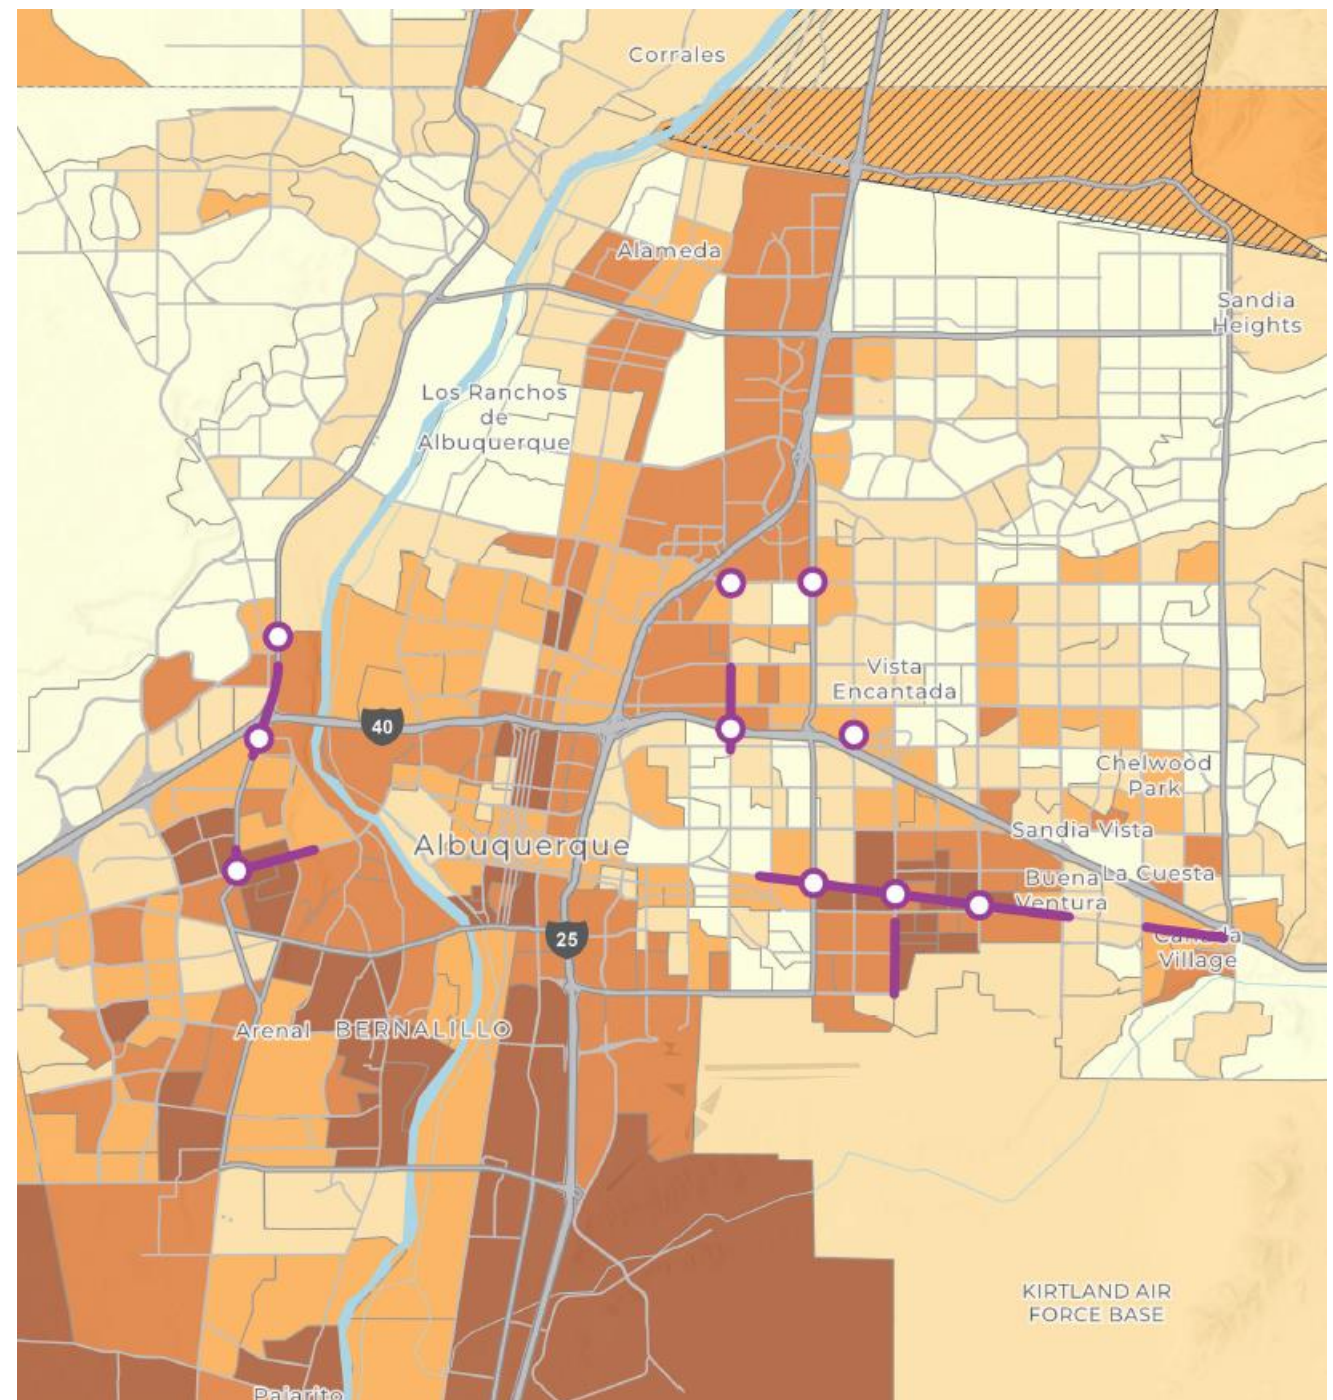 Corrales
Alameda
Sandia
Heights
Los Ranchos
de
Albuquerque
Vista
Encantada
40
Chelwood
Park
Sandia Vista
Albuquerque
La Cuesta
Buena
Ventura
25
Village
Arenal
BERNALILLO
KIRTLAND AIR
FORCE BASE
Pajarito